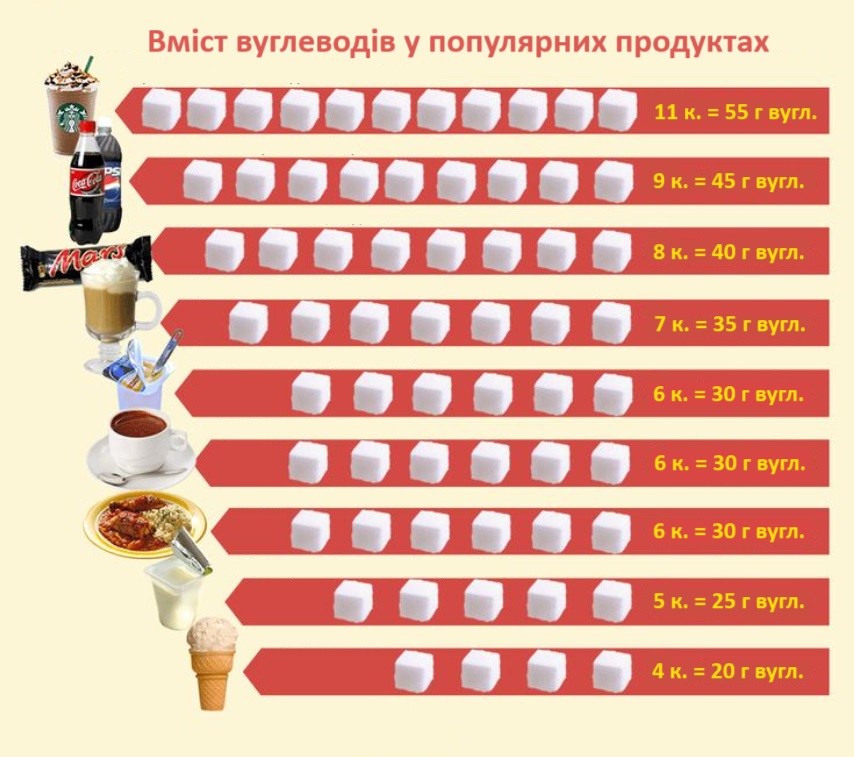 Вміст вуглеводів у популярних продуктах
11 к. = 55 г вугл.
9 к. = 45 г вугл.
8 к. = 40 г вугл.
7 к. = 35 г вугл.
6 к. = 30 г вугл.
6 к. = 30 г вугл.
6 к. = 30 г вугл.
5 к. = 25 г вугл.
4 к. = 20 г вугл.
Coca-Cola
Mars